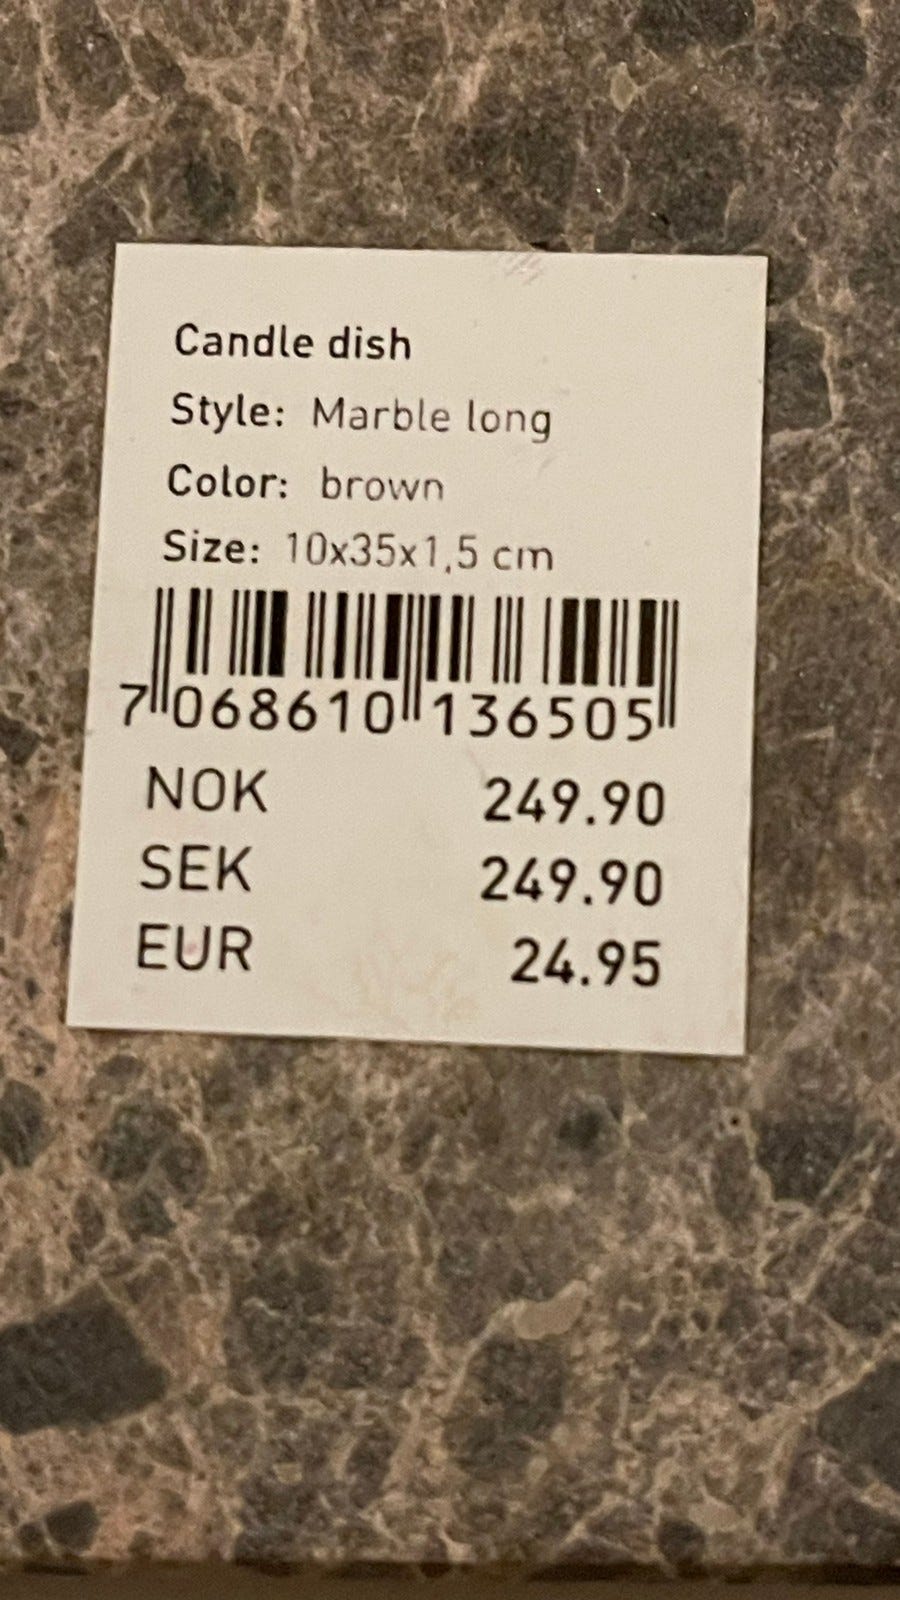 Candle dish
Style: Marble long
Color: brown
Size: 10x35x1,5 cm
7 068610 136505
NOK 249.90
SEK 249.90
EUR 24.95